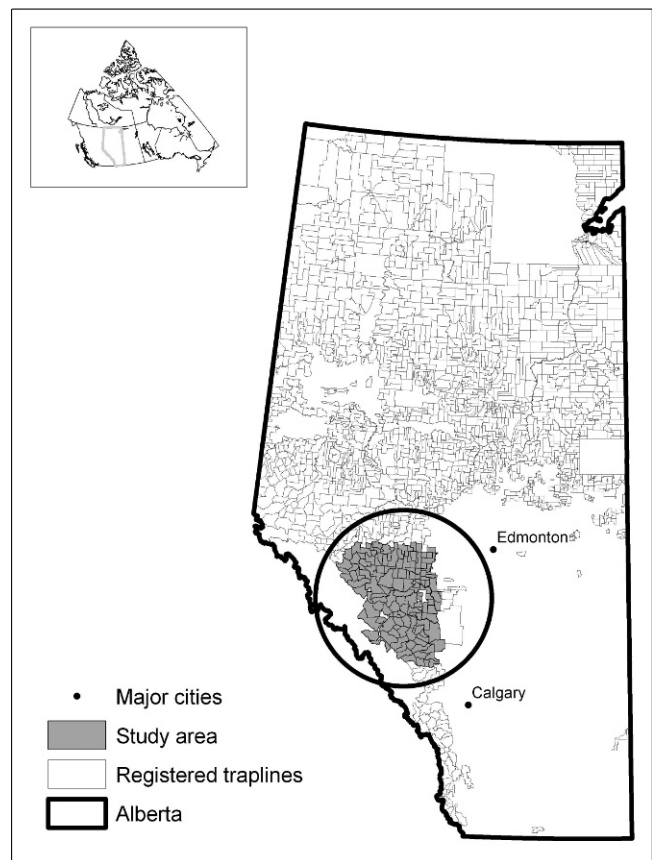 Edmonton
Calgary
Major cities
Study area
Registered traplines
Alberta